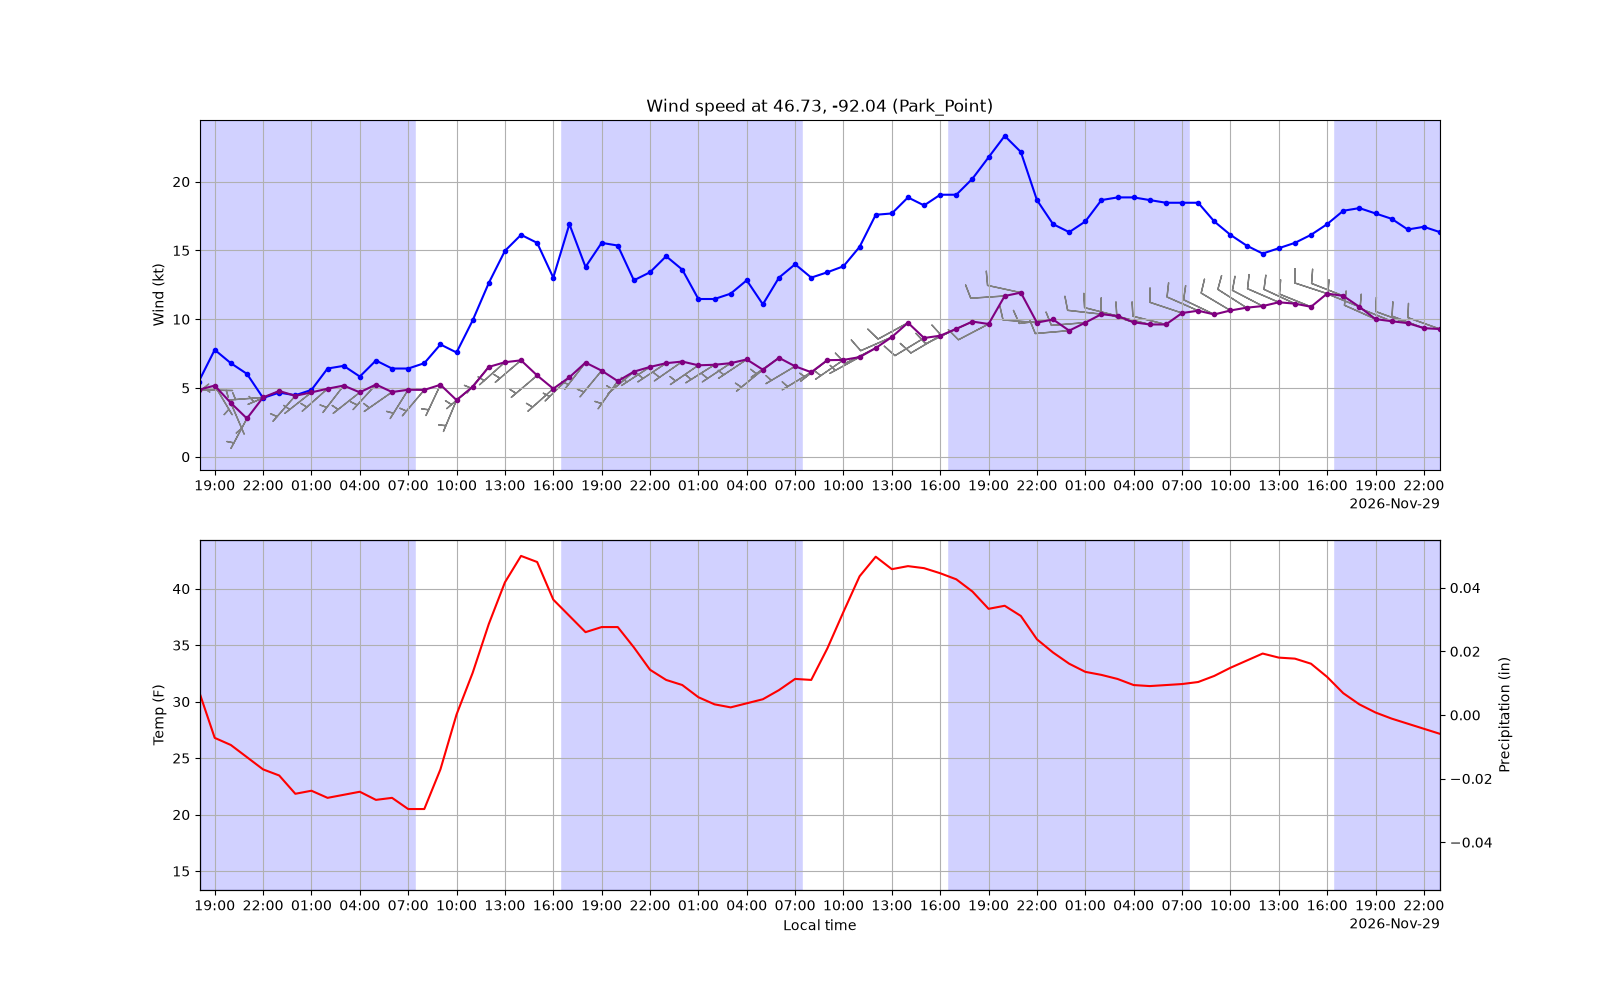 Wind speed at 46.73, -92.04 (Park_Point)
Wind (kt)
20
15
10
5
0
19:00 22:00 01:00 04:00 07:00 10:00 13:00 16:00 19:00 22:00 01:00 04:00 07:00 10:00 13:00 16:00 19:00 22:00 01:00 04:00 07:00 10:00 13:00 16:00 19:00 22:00
2026-Nov-29
Temp (F)
40
35
30
25
20
15
0.04
0.02
0.00
−0.02
−0.04
Precipitation (in)
19:00 22:00 01:00 04:00 07:00 10:00 13:00 16:00 19:00 22:00 01:00 04:00 07:00 10:00 13:00 16:00 19:00 22:00 01:00 04:00 07:00 10:00 13:00 16:00 19:00 22:00
Local time
2026-Nov-29